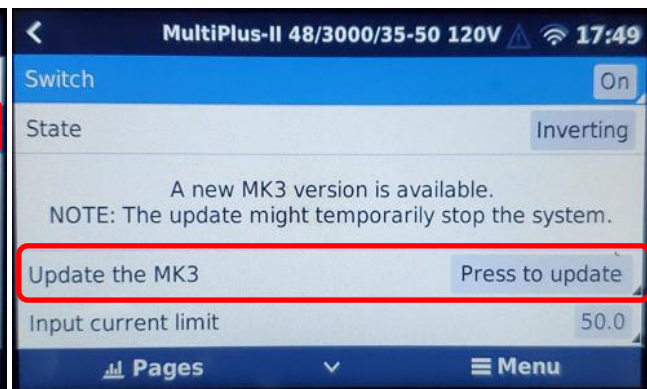 MultiPlus-II 48/3000/35-50 120V 17:49
Switch On
State Inverting
A new MK3 version is available.
NOTE: The update might temporarily stop the system.
Update the MK3 Press to update
Input current limit 50.0
Pages Menu